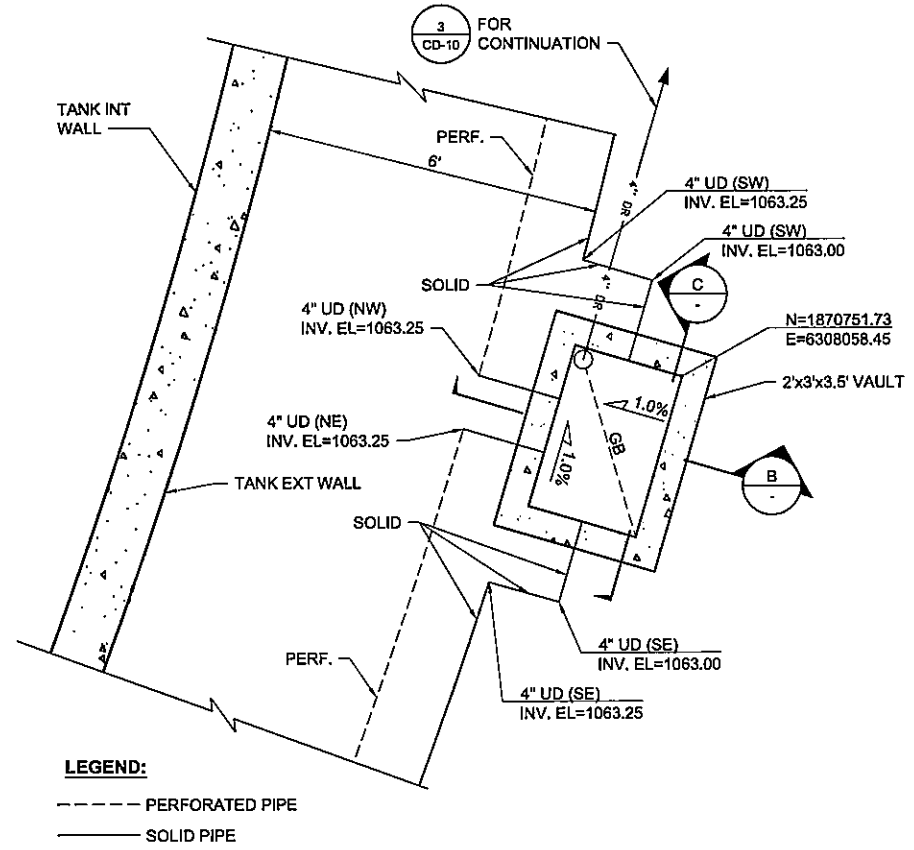 3
CD-10
FOR
CONTINUATION
TANK INT
WALL
PERF.
6'
4" DR
4" UD (SW)
INV. EL=1063.25
4" UD (SW)
INV. EL=1063.00
SOLID
4" DR
C
-
4" UD (NW)
INV. EL=1063.25
N=1870751.73
E=6308058.45
2'x3'x3.5' VAULT
1.0%
4" UD (NE)
INV. EL=1063.25
GB
1.0%
B
-
TANK EXT WALL
SOLID
4" UD (SE)
INV. EL=1063.00
PERF.
4" UD (SE)
INV. EL=1063.25
LEGEND:
PERFORATED PIPE
SOLID PIPE